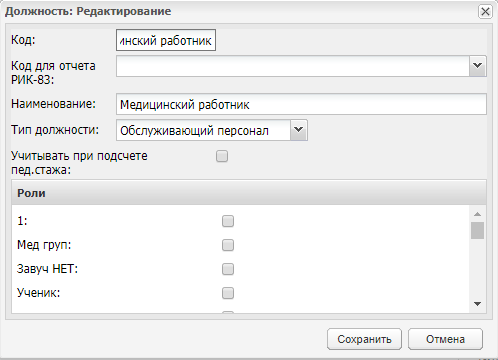 Должность: Редактирование
Код: инский работник
Код для отчета
РИК-83:
Наименование: Медицинский работник
Тип должности: Обслуживающий персонал
Учитывать при подсчете
пед.стажа:
Роли
1:
Мед груп:
Завуч НЕТ:
Ученик:
Сохранить Отмена